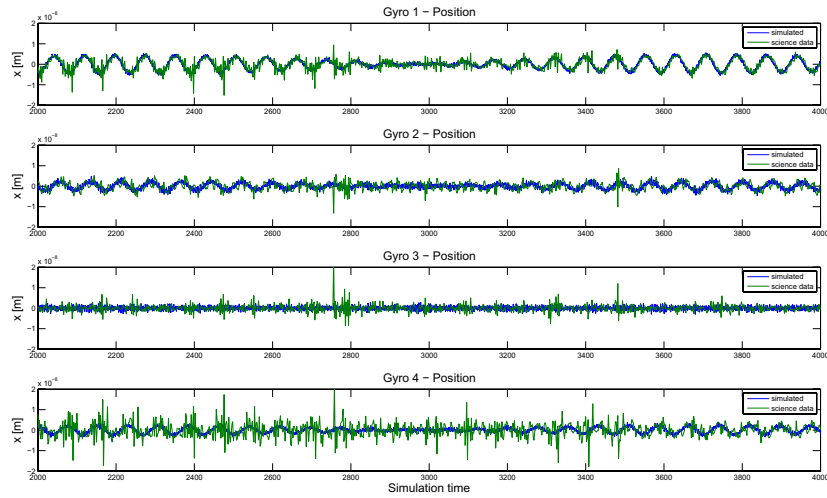 Gyro 1 − Position
x 10⁻⁸
2
1
0
−1
−2
x [m]
simulated
science data
2000 2200 2400 2600 2800 3000 3200 3400 3600 3800 4000
Gyro 2 − Position
x 10⁻⁸
2
1
0
−1
−2
x [m]
simulated
science data
2000 2200 2400 2600 2800 3000 3200 3400 3600 3800 4000
Gyro 3 − Position
x 10⁻⁸
2
1
0
−1
−2
x [m]
simulated
science data
2000 2200 2400 2600 2800 3000 3200 3400 3600 3800 4000
Gyro 4 − Position
x 10⁻⁸
2
1
0
−1
−2
x [m]
simulated
science data
2000 2200 2400 2600 2800 3000 3200 3400 3600 3800 4000
Simulation time